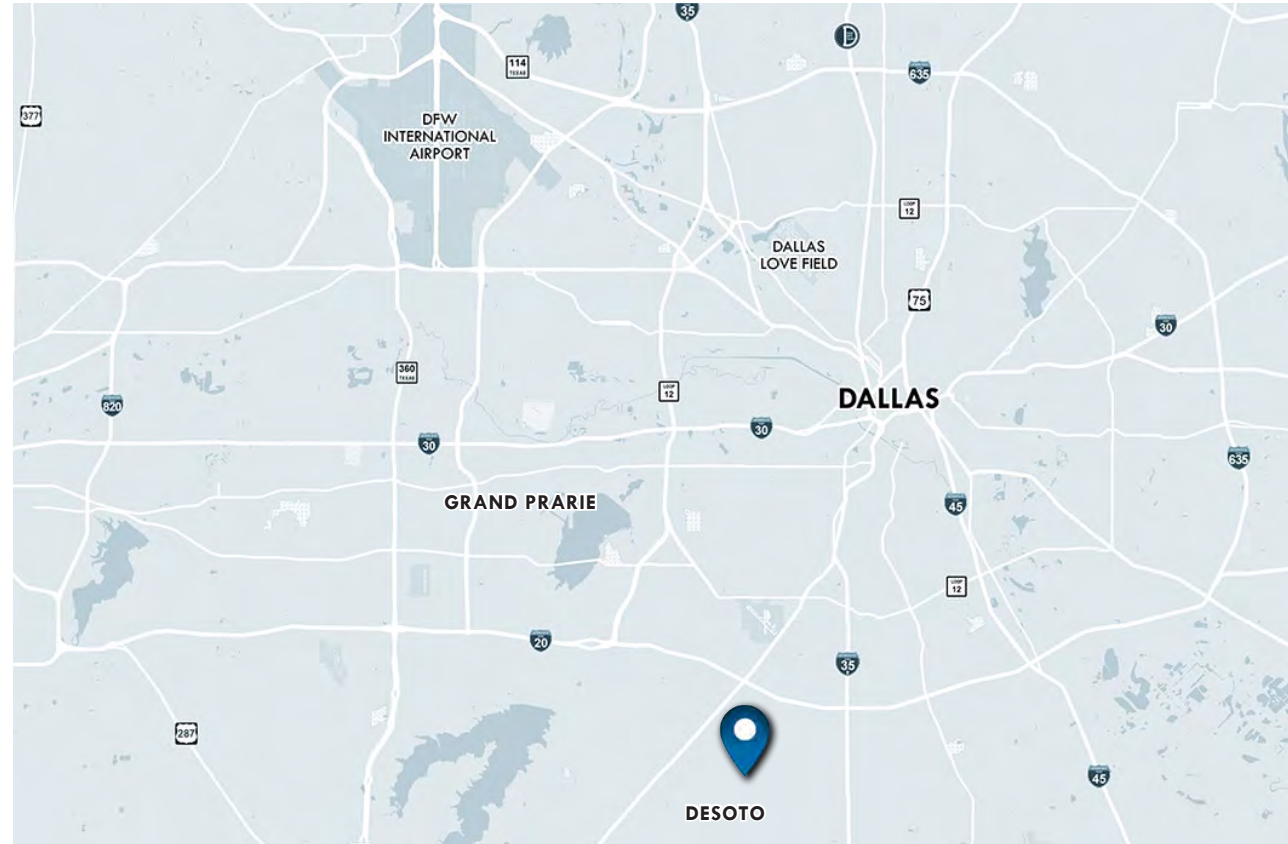 35
114
TEXAS
635
377
DFW
INTERNATIONAL
AIRPORT
LOOP
12
DALLAS
LOVE FIELD
75
30
360
TEXAS
LOOP
12
DALLAS
820
30
30
635
GRAND PRARIE
45
LOOP
12
20
35
287
45
DESOTO